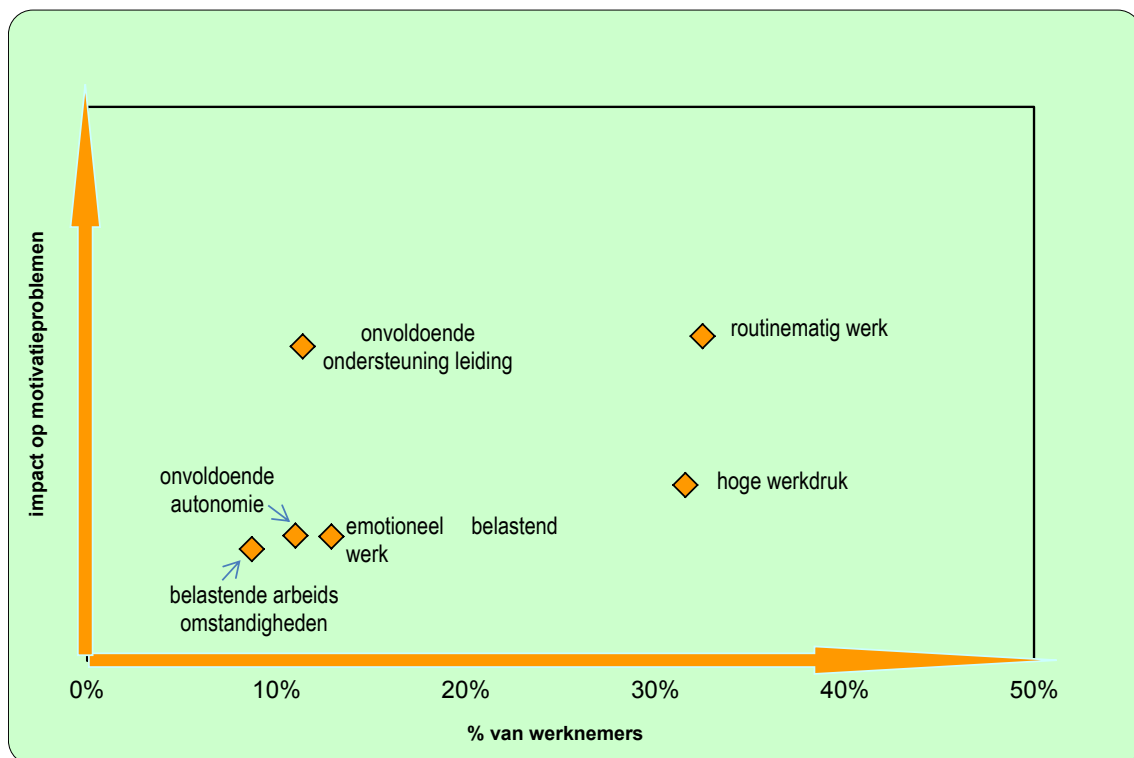 impact op motivatieproblemen
onvoldoende
ondersteuning leiding
routinematig werk
hoge werkdruk
onvoldoende
autonomie
emotioneel belastend
werk
belastende arbeids
omstandigheden
0%
10%
20%
30%
40%
50%
% van werknemers